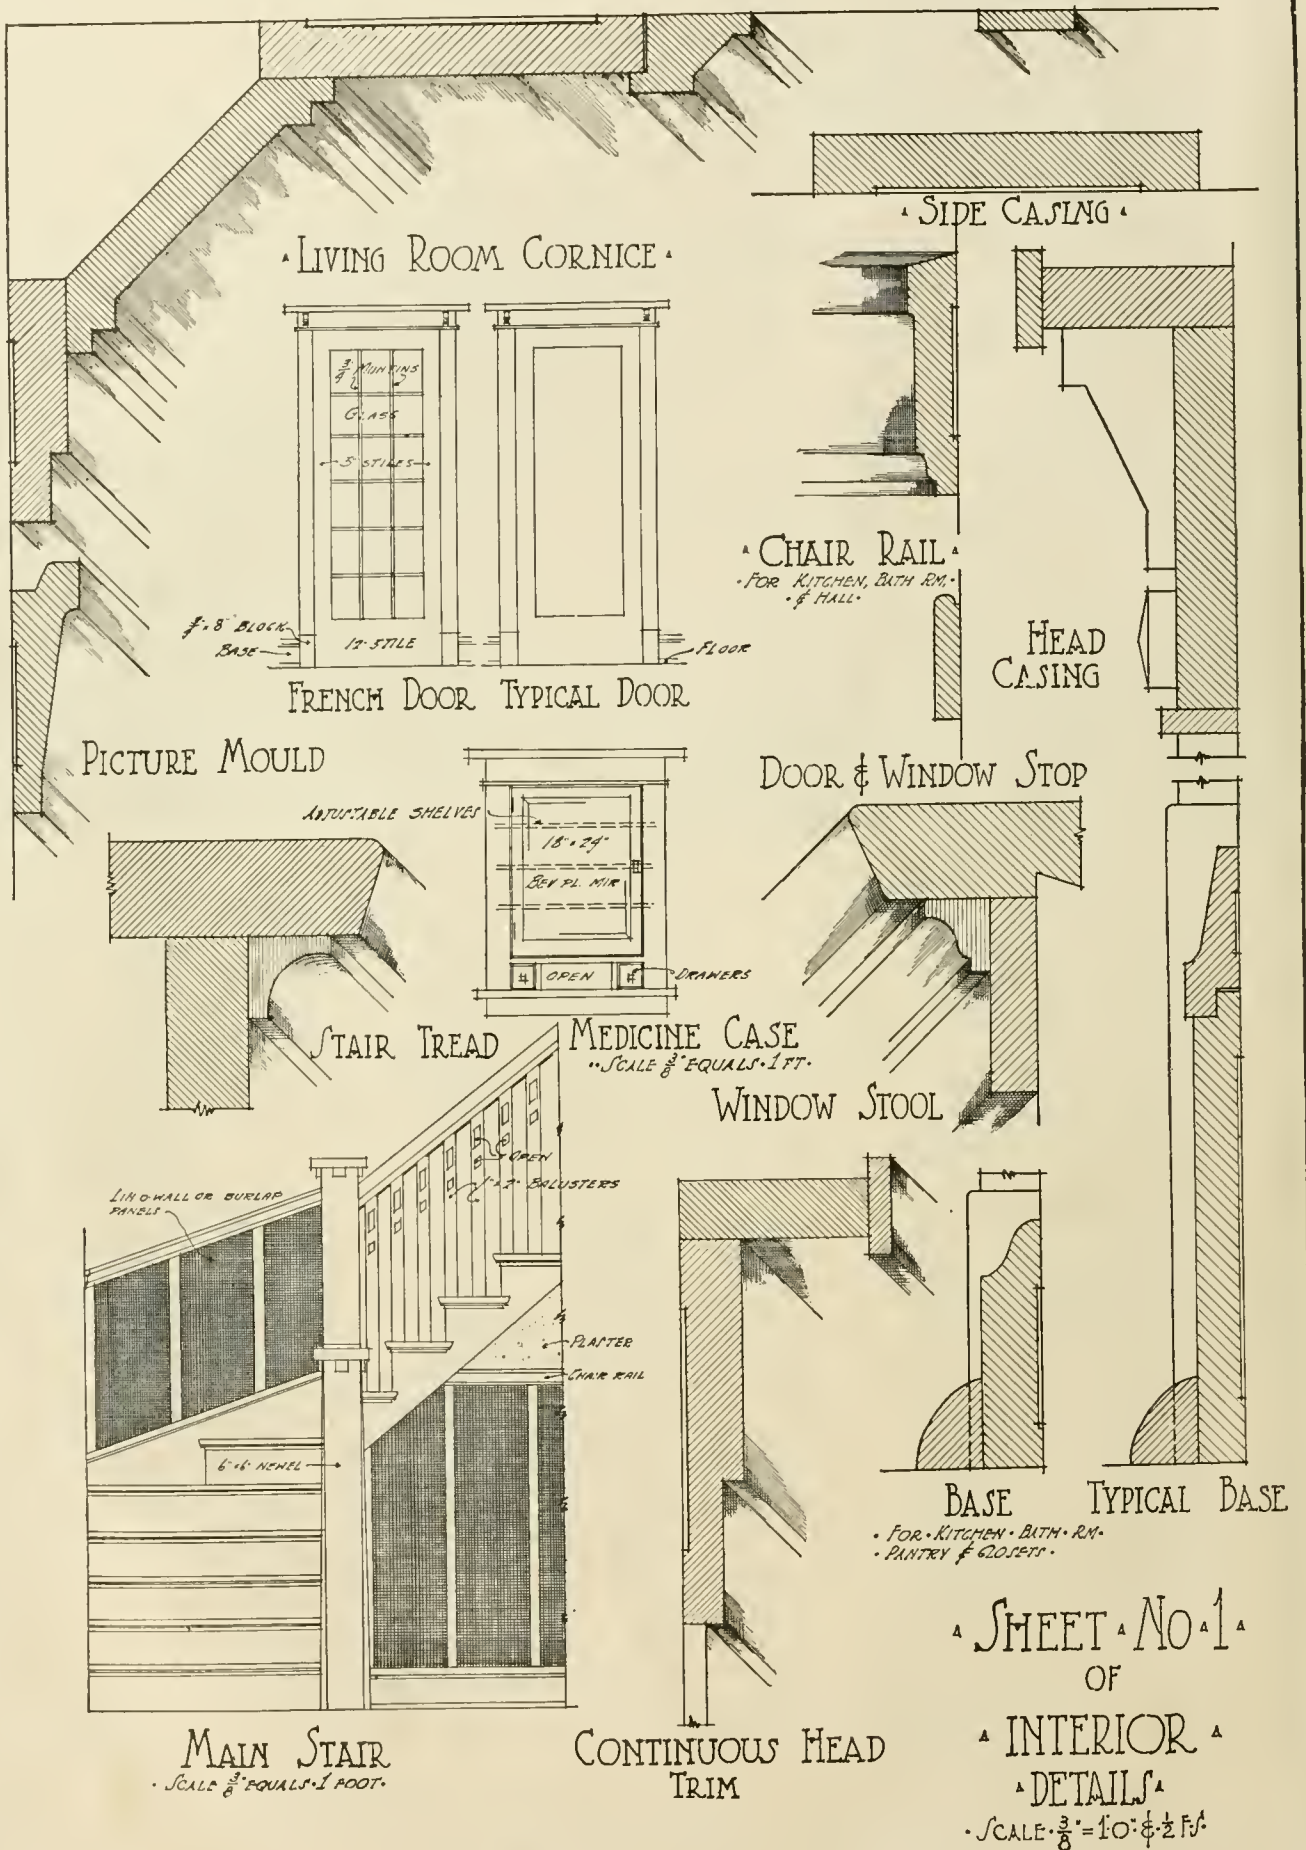 SIDE CASING
LIVING ROOM CORNICE
3/4" MUNTINS
GLASS
5" STILES
CHAIR RAIL
FOR KITCHEN, BATH RM.
& HALL
HEAD
CASING
8" BLOCK
BASE
12" STILE
FLOOR
FRENCH DOOR
TYPICAL DOOR
PICTURE MOULD
DOOR & WINDOW STOP
ADJUSTABLE SHELVES
18" x 24"
BEV PL. MIR
OPEN
DRAWERS
STAIR TREAD
MEDICINE CASE
SCALE 3/8" EQUALS 1 FT.
WINDOW STOOL
OPEN
1" x 2" BALUSTERS
LIN-O-WALL OR BURLAP
PANELS
PLASTER
CHAIR RAIL
6" x 6" NEWEL
BASE
FOR KITCHEN BATH RM.
PANTRY & CLOSETS
TYPICAL BASE
MAIN STAIR
SCALE 3/8" EQUALS 1 FOOT
CONTINUOUS HEAD
TRIM
SHEET No 1
OF
INTERIOR
DETAILS
SCALE 3/8" = 1'0" & 1/2 F.S.